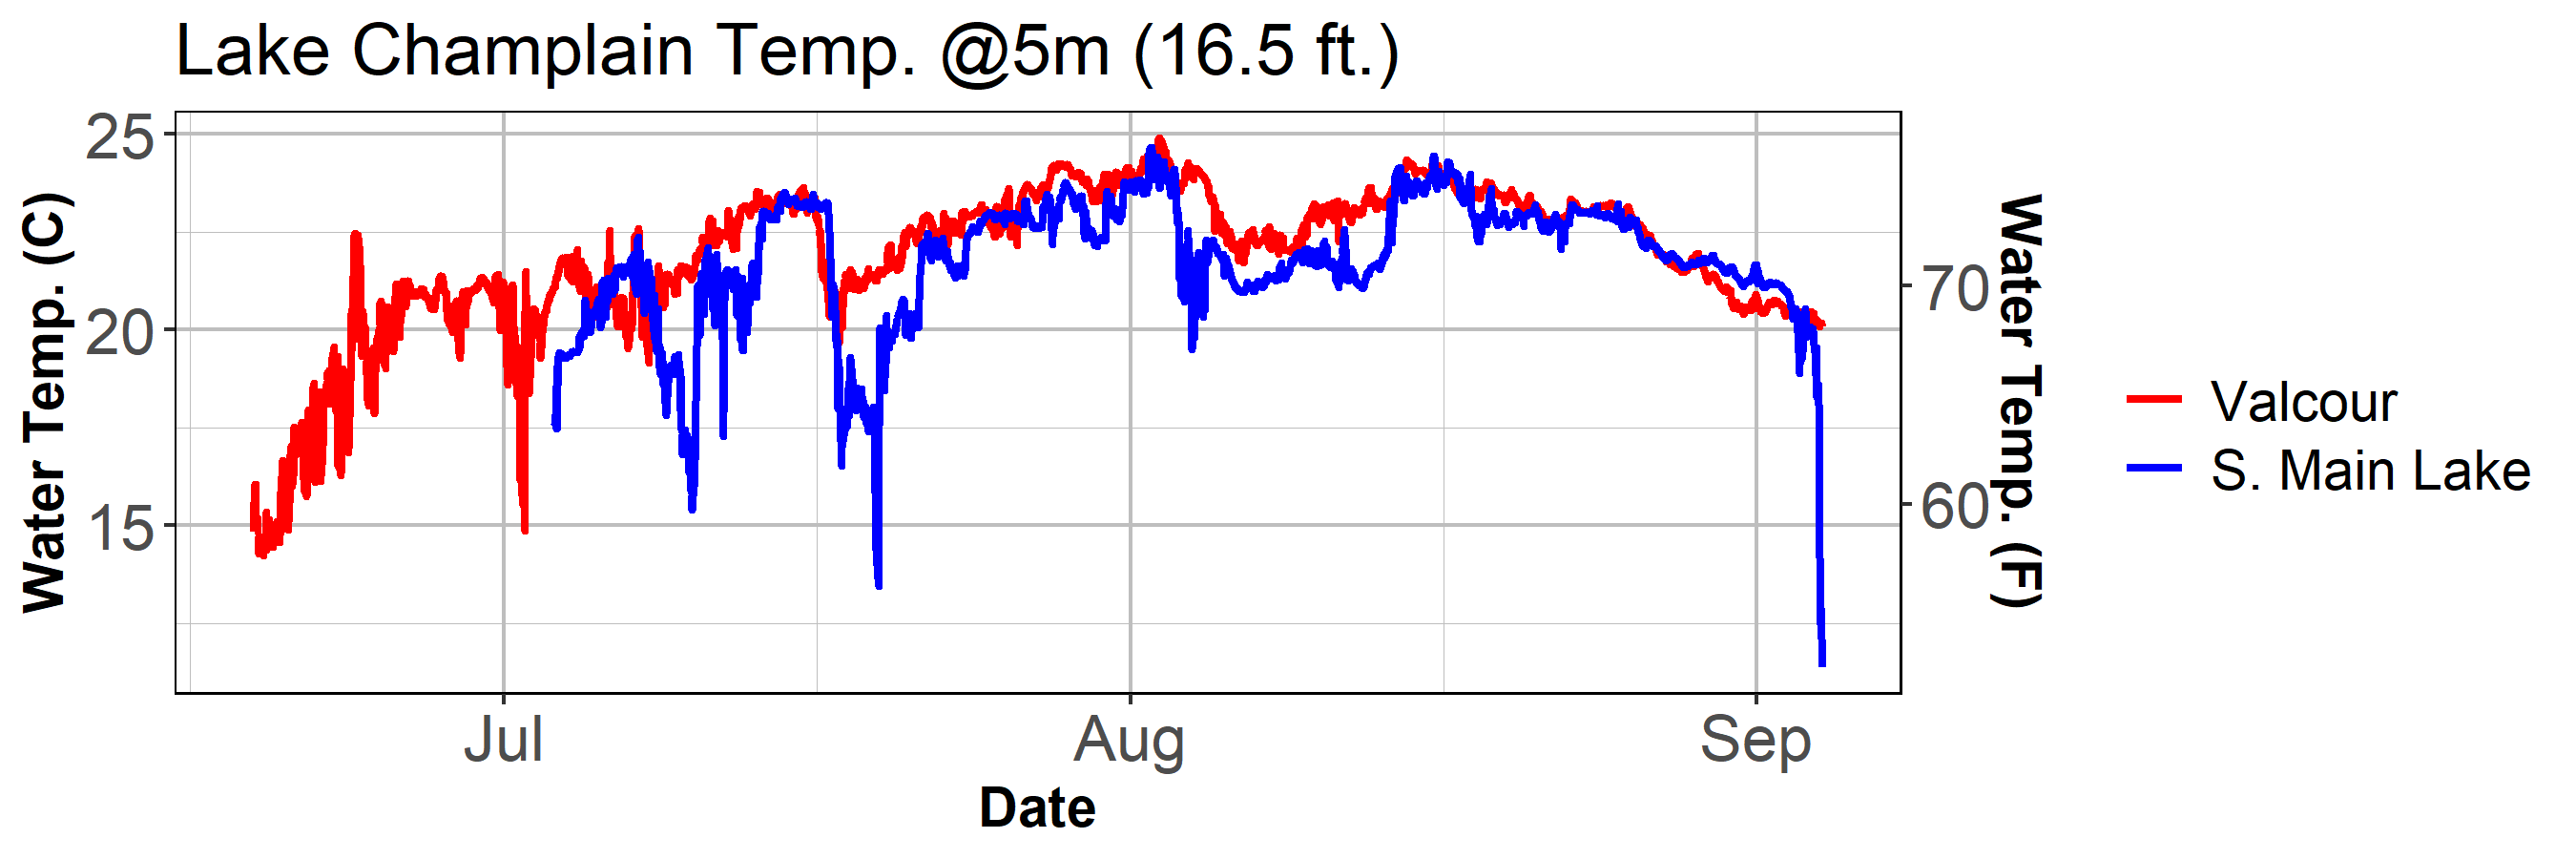 Lake Champlain Temp. @5m (16.5 ft.)
Water Temp. (C)
25
20
15
70
60
Water Temp. (F)
Jul
Aug
Sep
Date
Valcour
S. Main Lake